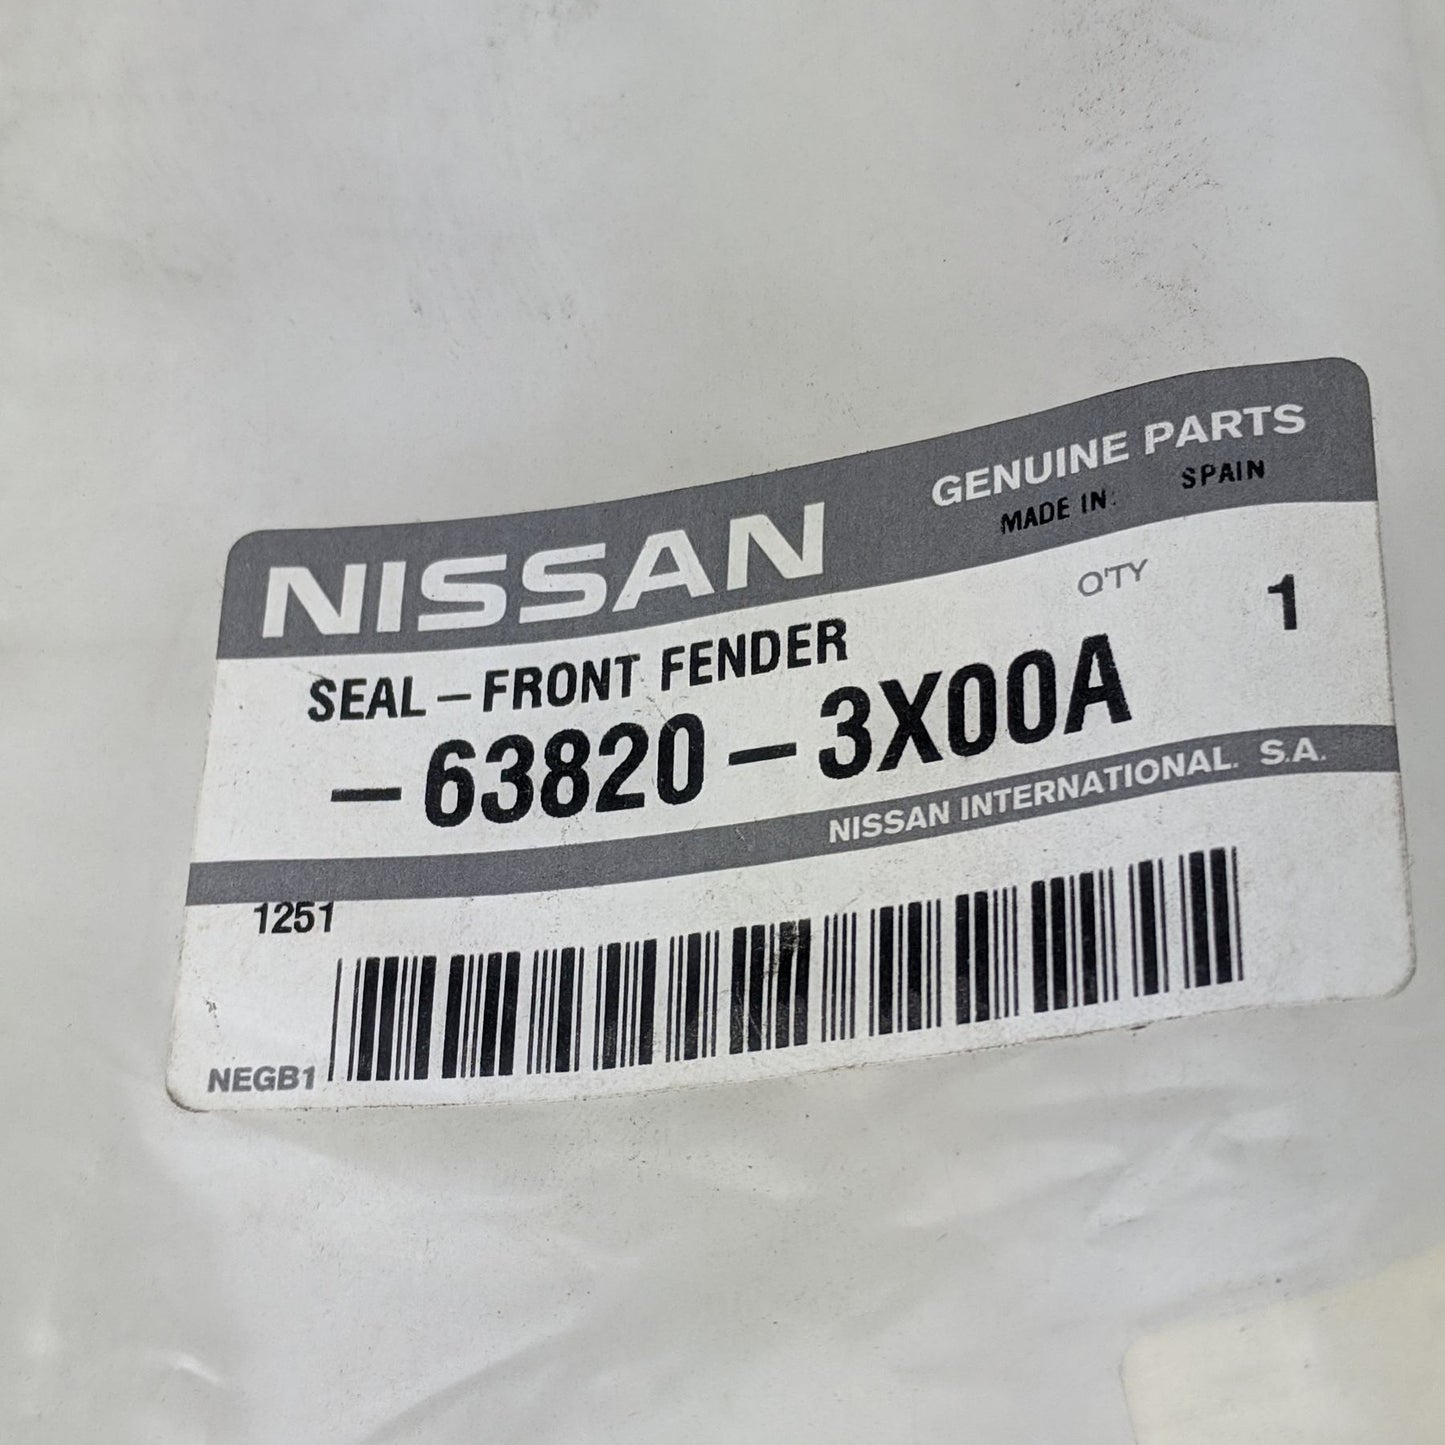 NISSAN GENUINE PARTS
MADE IN: SPAIN
Q'TY 1
SEAL-FRONT FENDER
-63820-3X00A
NISSAN INTERNATIONAL. S.A.
1251
NEGB1